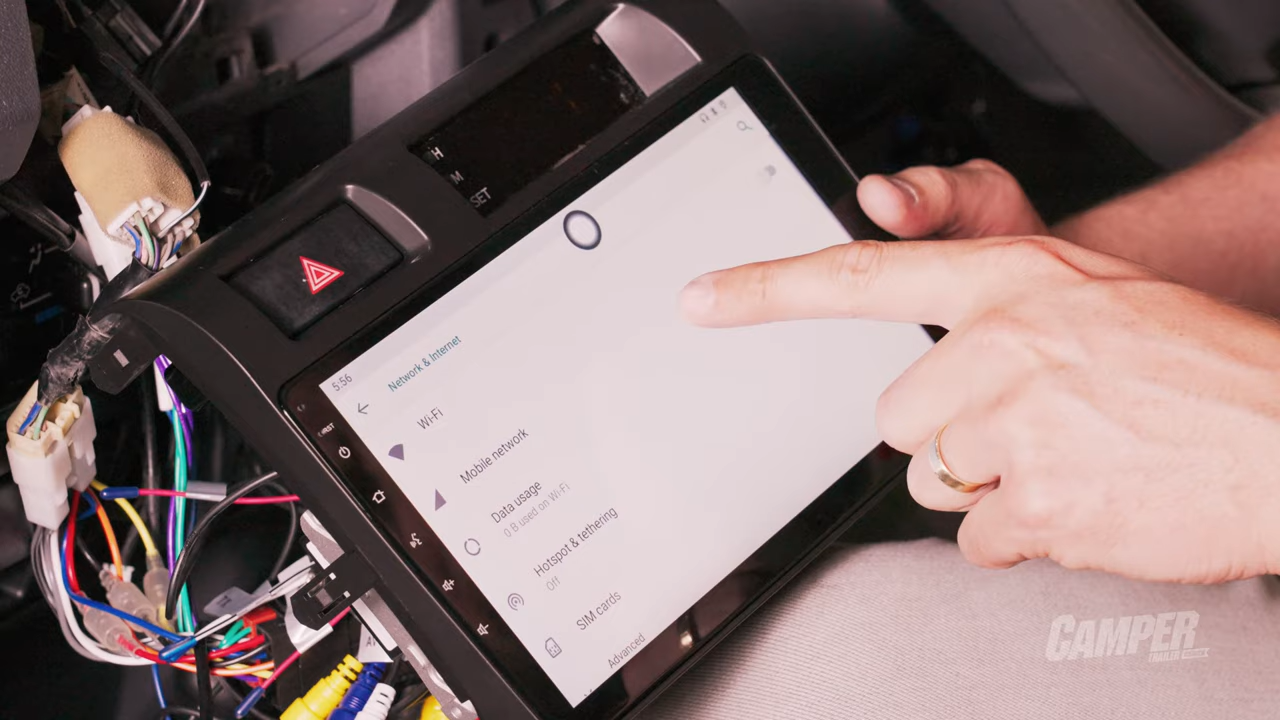 H
M
SET
5:56
Network & Internet
Wi-Fi
Mobile network
Data usage
0 B used on Wi-Fi
Hotspot & tethering
Off
SIM cards
Advanced
RST
CAMPER
TRAILER